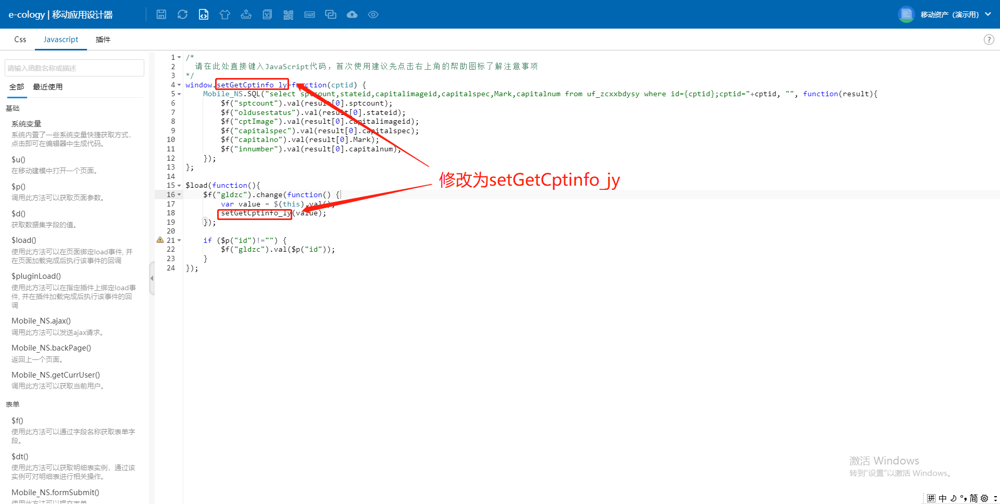 e-cology | 移动应用设计器
移动资产（演示用）
Css
Javascript
插件
请输入函数名称或描述
全部
最近使用
基础
系统变量
系统内置了一些系统变量快捷获取方式，
点击即可在编辑器中生成代码。
$u()
在移动建模中打开一个页面。
$p()
调用此方法可以获取页面参数。
$d()
获取数据集字段的值。
$load()
使用此方法可以在页面绑定load事件, 并
在页面加载完成后执行该事件的回调
$pluginLoad()
使用此方法可以在指定插件上绑定load事
件, 并在插件加载完成后执行该事件的回
调
Mobile_NS.ajax()
调用此方法可以发送ajax请求。
Mobile_NS.backPage()
返回上一个页面。
Mobile_NS.getCurrUser()
调用此方法可以获取当前用户。
表单
$f()
使用此方法可以通过字段名称获取表单字
段。
$dt()
使用此方法可以获取明细表实例，通过该
实例可对明细表进行相关操作。
Mobile_NS.formSubmit()
使用此方法可以提交表单
1 /*
2 请在此处直接键入JavaScript代码，首次使用建议先点击右上角的帮助图标了解注意事项
3 */
4 window.setGetCptinfo_ly=function(cptid) {
5 Mobile_NS.SQL("select sptcount,stateid,capitalimageid,capitalspec,Mark,capitalnum from uf_zcxxbdysy where id={cptid};cptid="+cptid, "", function(result){
6 $f("sptcount").val(result[0].sptcount);
7 $f("oldusestatus").val(result[0].stateid);
8 $f("cptImage").val(result[0].capitalimageid);
9 $f("capitalspec").val(result[0].capitalspec);
10 $f("capitalno").val(result[0].Mark);
11 $f("innumber").val(result[0].capitalnum);
12 });
13 };
14
15 $load(function(){
16 $f("gldzc").change(function() {
17 var value = $(this).val();
18 setGetCptinfo_ly(value);
19 });
20
21 if ($p("id")!="") {
22 $f("gldzc").val($p("id"));
23 }
24 });
修改为setGetCptinfo_jy
激活 Windows
转到"设置"以激活 Windows。
拼 中 简